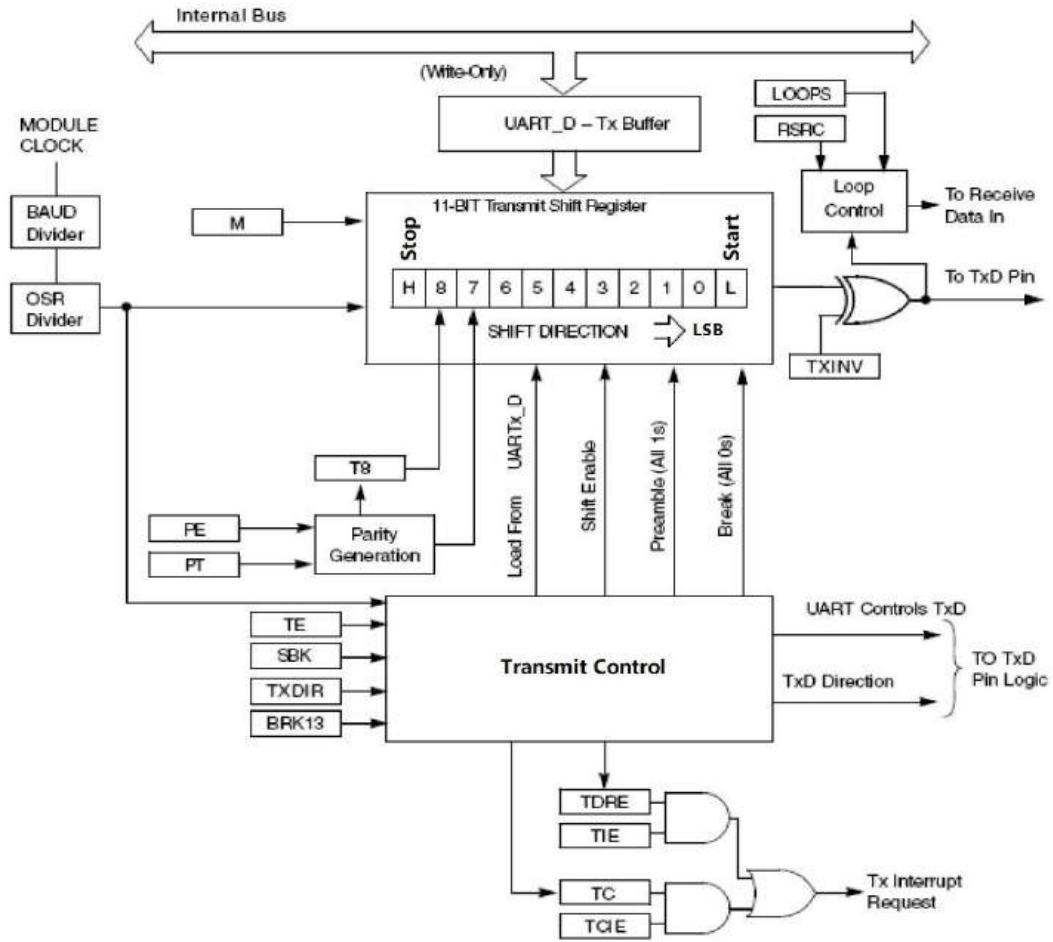 Internal Bus
(Write-Only)
UART_D – Tx Buffer
LOOPS
RSRC
Loop
Control
To Receive
Data In
MODULE
CLOCK
BAUD
Divider
OSR
Divider
M
11-BIT Transmit Shift Register
Stop
Start
H 8 7 6 5 4 3 2 1 0 L
SHIFT DIRECTION
LSB
To TxD Pin
TXINV
T8
PE
PT
Parity
Generation
Load From UARTx_D
Shift Enable
Preamble (All 1s)
Break (All 0s)
TE
SBK
TXDIR
BRK13
Transmit Control
UART Controls TxD
TxD Direction
TO TxD
Pin Logic
TDRE
TIE
TC
TCIE
Tx Interrupt
Request